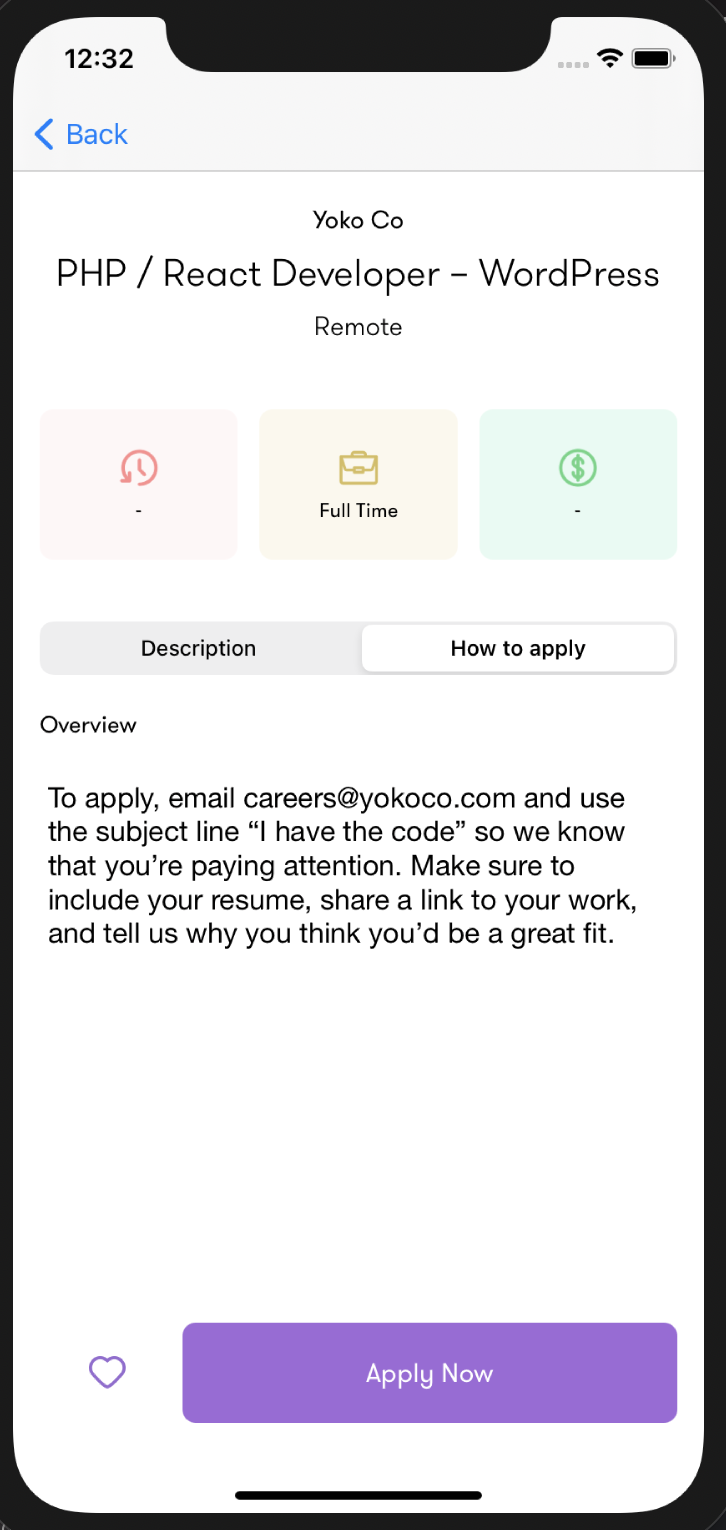 12:32
Back
Yoko Co
PHP / React Developer – WordPress
Remote
-
Full Time
-
Description
How to apply
Overview
To apply, email careers@yokoco.com and use
the subject line “I have the code” so we know
that you’re paying attention. Make sure to
include your resume, share a link to your work,
and tell us why you think you’d be a great fit.
Apply Now